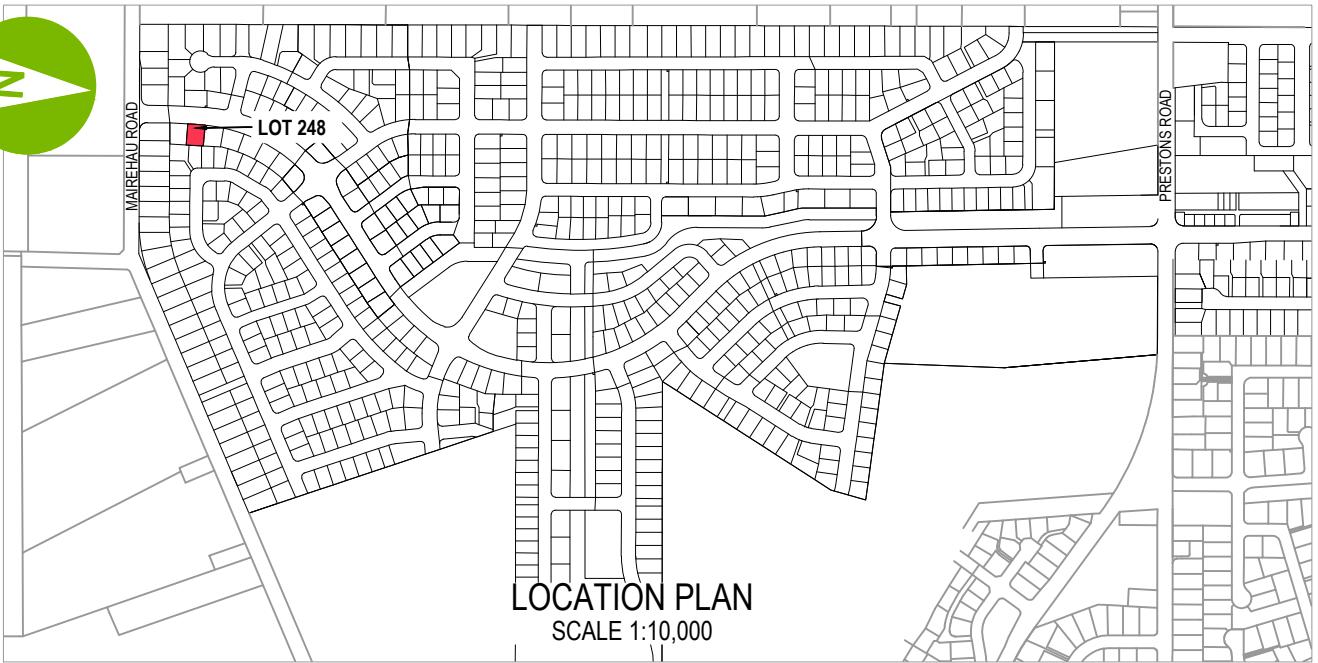 N
MAIREHAU ROAD
LOT 248
PRESTONS ROAD
LOCATION PLAN
SCALE 1:10,000